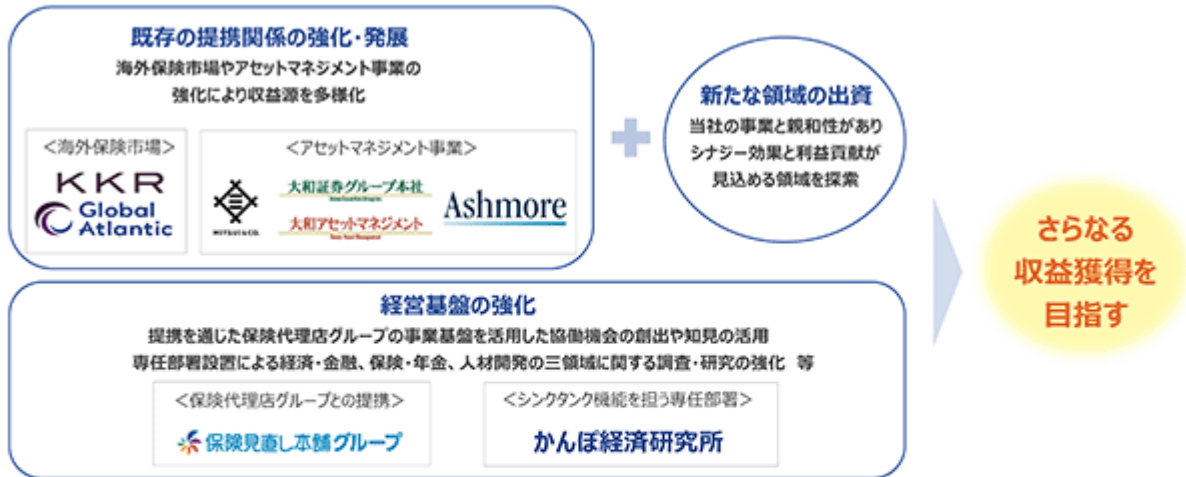 既存の提携関係の強化・発展
海外保険市場やアセットマネジメント事業の
強化により収益源を多様化
＜海外保険市場＞
KKR
Global
Atlantic
＜アセットマネジメント事業＞
MITSUI & CO.
大和証券グループ本社
大和アセットマネジメント
Ashmore
新たな領域の出資
当社の事業と親和性があり
シナジー効果と利益貢献が
見込める領域を探索
経営基盤の強化
提携を通じた保険代理店グループの事業基盤を活用した協働機会の創出や知見の活用
専任部署設置による経済・金融、保険・年金、人材開発の三領域に関する調査・研究の強化 等
＜保険代理店グループとの提携＞
保険見直し本舗グループ
＜シンクタンク機能を担う専任部署＞
かんぽ経済研究所
さらなる
収益獲得を
目指す